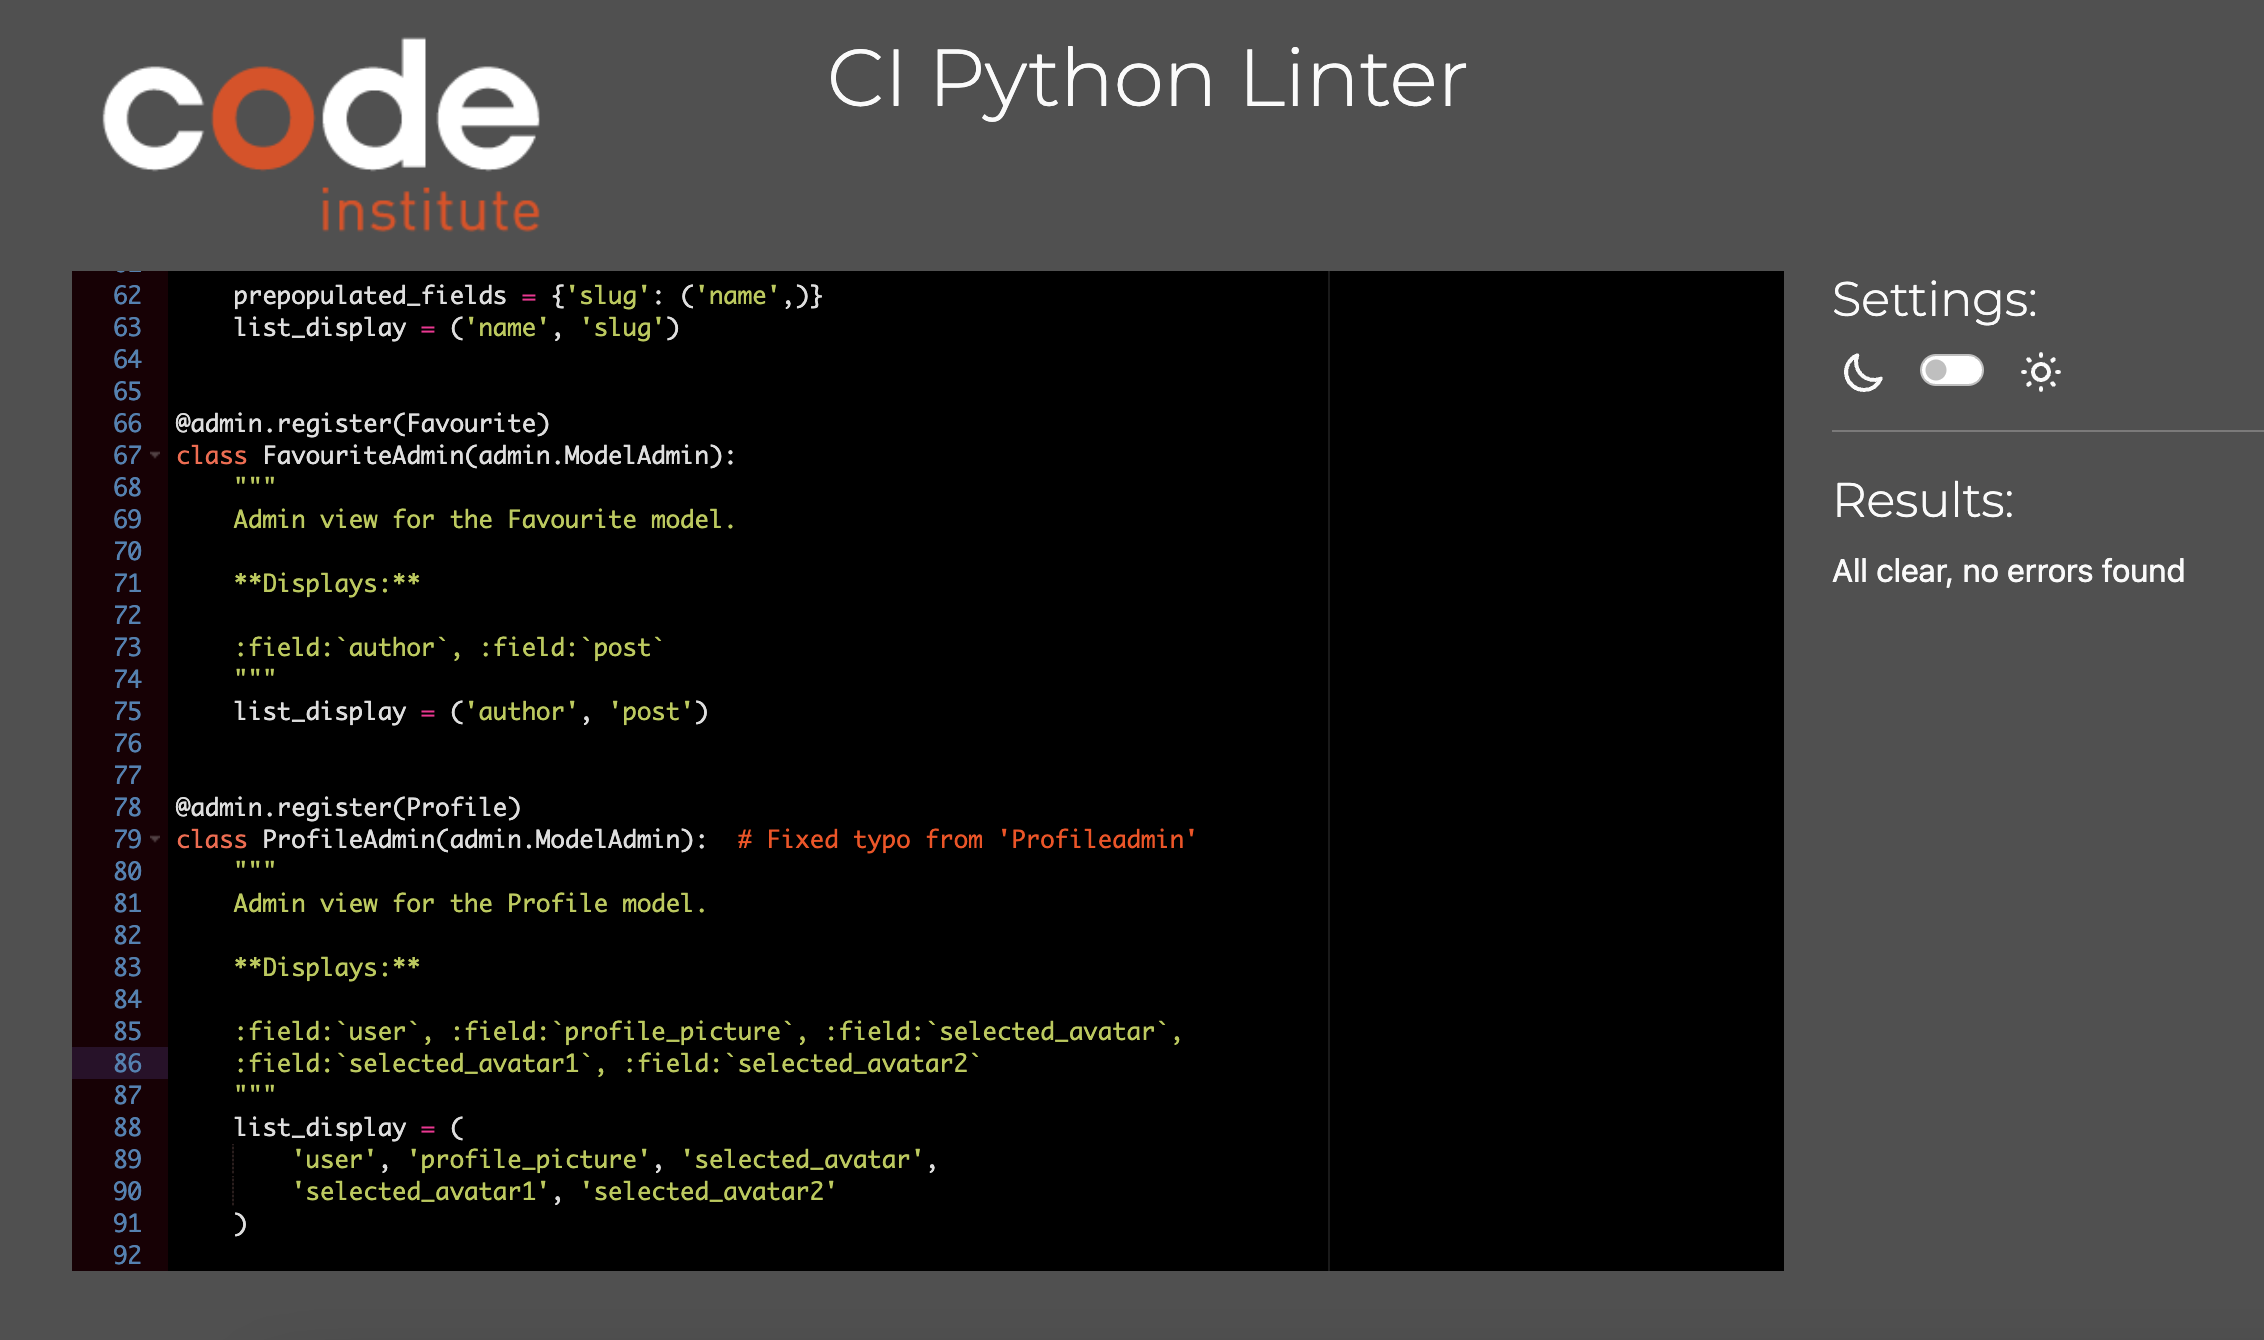 code
institute
CI Python Linter
62 prepopulated_fields = {'slug': ('name',)}
63 list_display = ('name', 'slug')
64
65
66 @admin.register(Favourite)
67 class FavouriteAdmin(admin.ModelAdmin):
68 """
69 Admin view for the Favourite model.
70
71 **Displays:**
72
73 :field:`author`, :field:`post`
74 """
75 list_display = ('author', 'post')
76
77
78 @admin.register(Profile)
79 class ProfileAdmin(admin.ModelAdmin):  # Fixed typo from 'Profileadmin'
80 """
81 Admin view for the Profile model.
82
83 **Displays:**
84
85 :field:`user`, :field:`profile_picture`, :field:`selected_avatar`,
86 :field:`selected_avatar1`, :field:`selected_avatar2`
87 """
88 list_display = (
89 'user', 'profile_picture', 'selected_avatar',
90 'selected_avatar1', 'selected_avatar2'
91 )
92
Settings:
Results:
All clear, no errors found